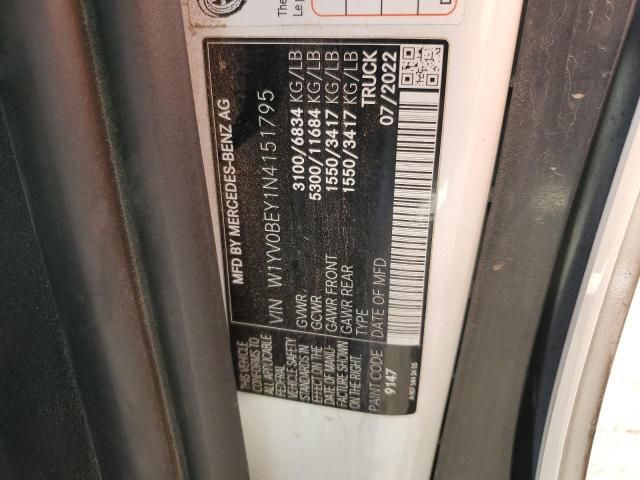 The
Le
MFD BY MERCEDES-BENZ AG
VIN W1YV0BEY1N4151795
GVWR 3100/6834 KG/LB
GCWR 5300/11684 KG/LB
GAWR FRONT 1550/3417 KG/LB
GAWR REAR 1550/3417 KG/LB
TYPE TRUCK
DATE OF MFD 07/2022
THIS VEHICLE
CONFORMS TO
ALL APPLICABLE
FEDERAL
VEHICLE SAFETY
STANDARDS IN
EFFECT ON THE
DATE OF MANU-
FACTURE SHOWN
ON THE RIGHT.
PAINT CODE
9147